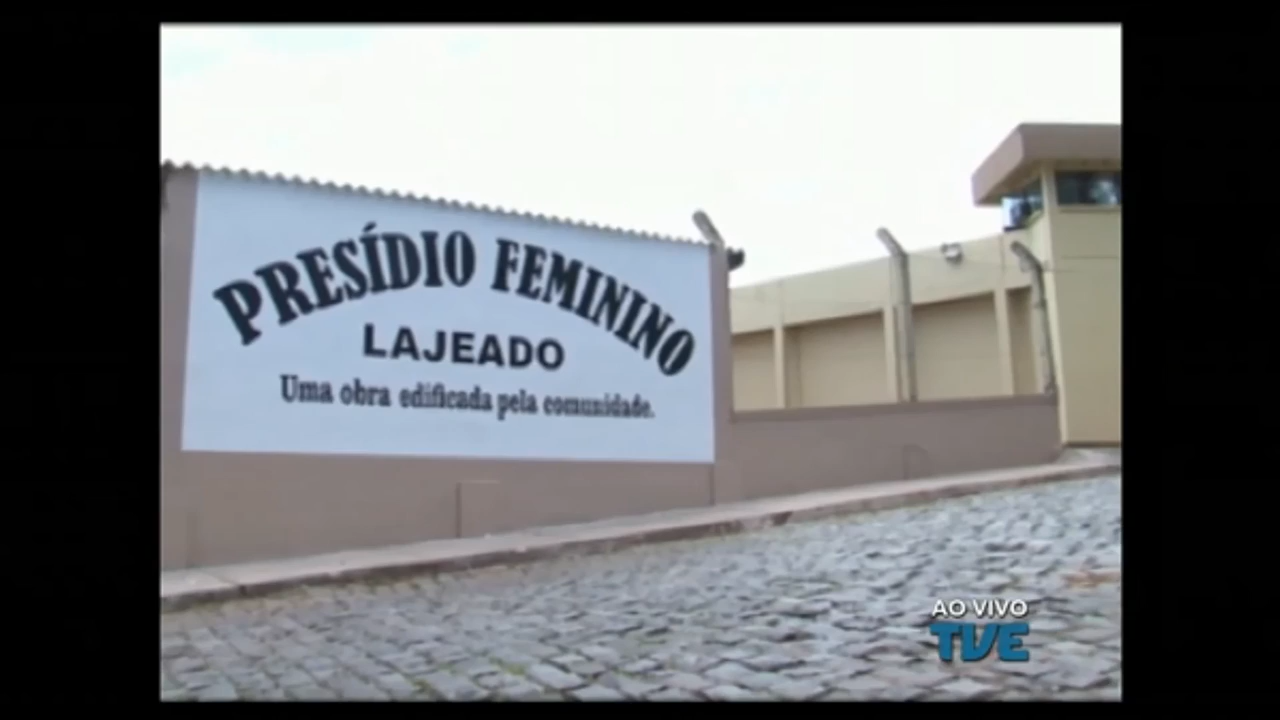 PRESÍDIO FEMININO
LAJEADO
Uma obra edificada pela comunidade.
AO VIVO
TVE